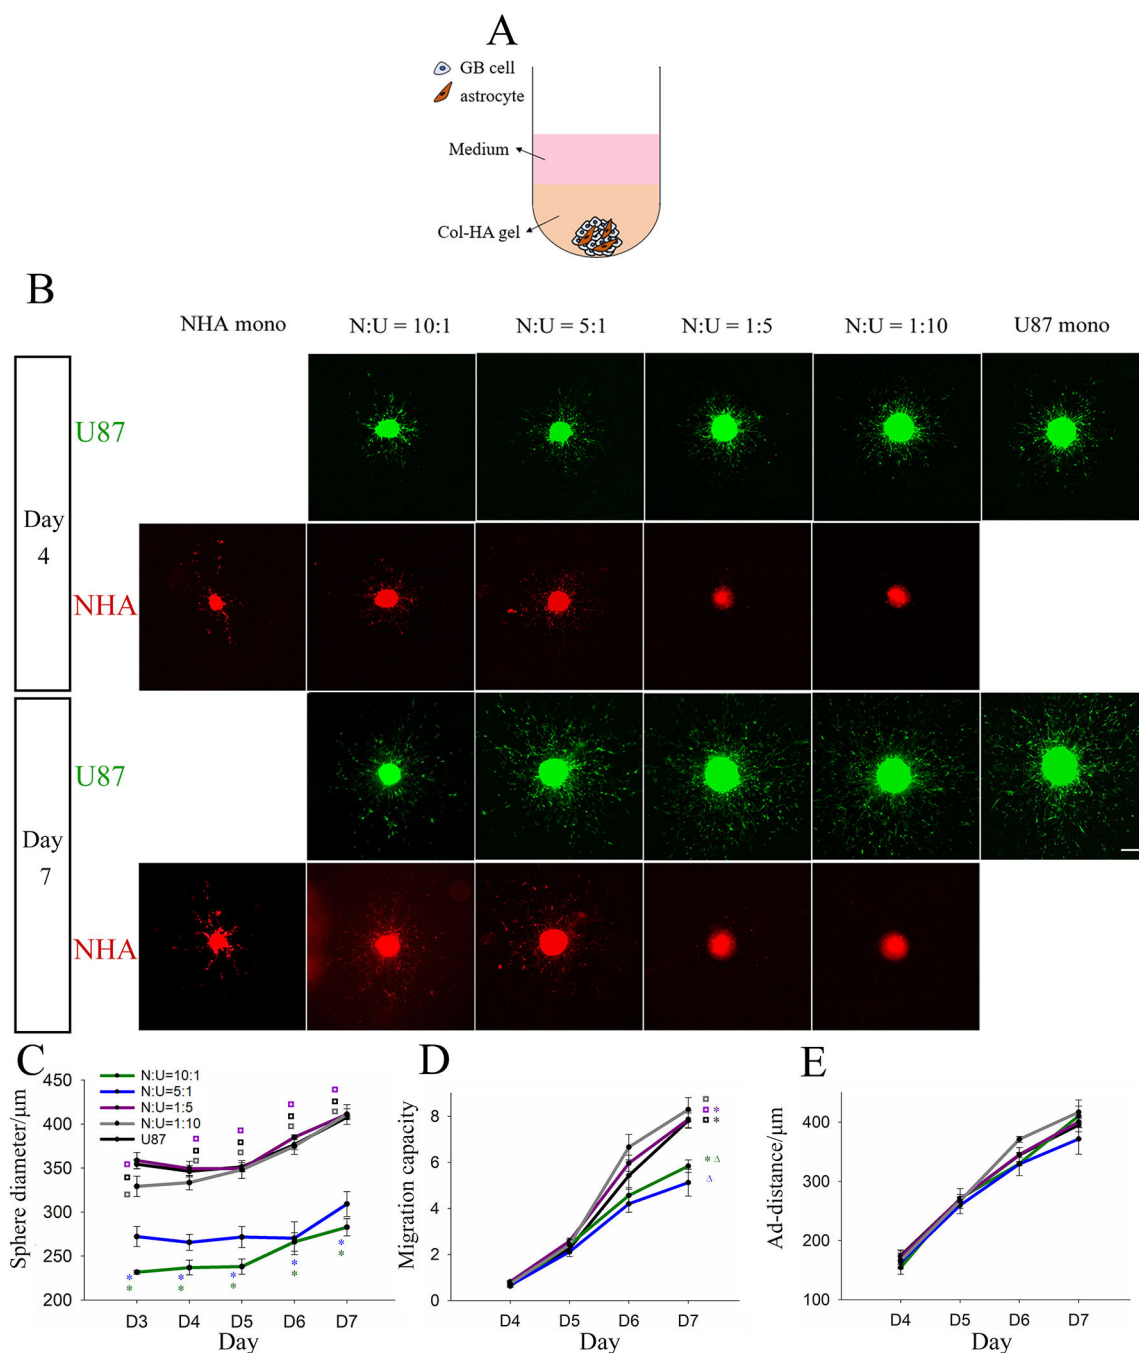 A
GB cell
astrocyte
Medium
Col-HA gel
B
NHA mono
N:U = 10:1
N:U = 5:1
N:U = 1:5
N:U = 1:10
U87 mono
Day
4
U87
NHA
Day
7
U87
NHA
C
N:U=10:1
N:U=5:1
N:U=1:5
N:U=1:10
U87
Sphere diameter/μm
450
400
350
300
250
200
* * * * *
* * * * *
D3 D4 D5 D6 D7
Day
D
Migration capacity
8
6
4
2
0
*
*
* Δ
Δ
D4 D5 D6 D7
Day
E
Ad-distance/μm
400
300
200
100
D4 D5 D6 D7
Day